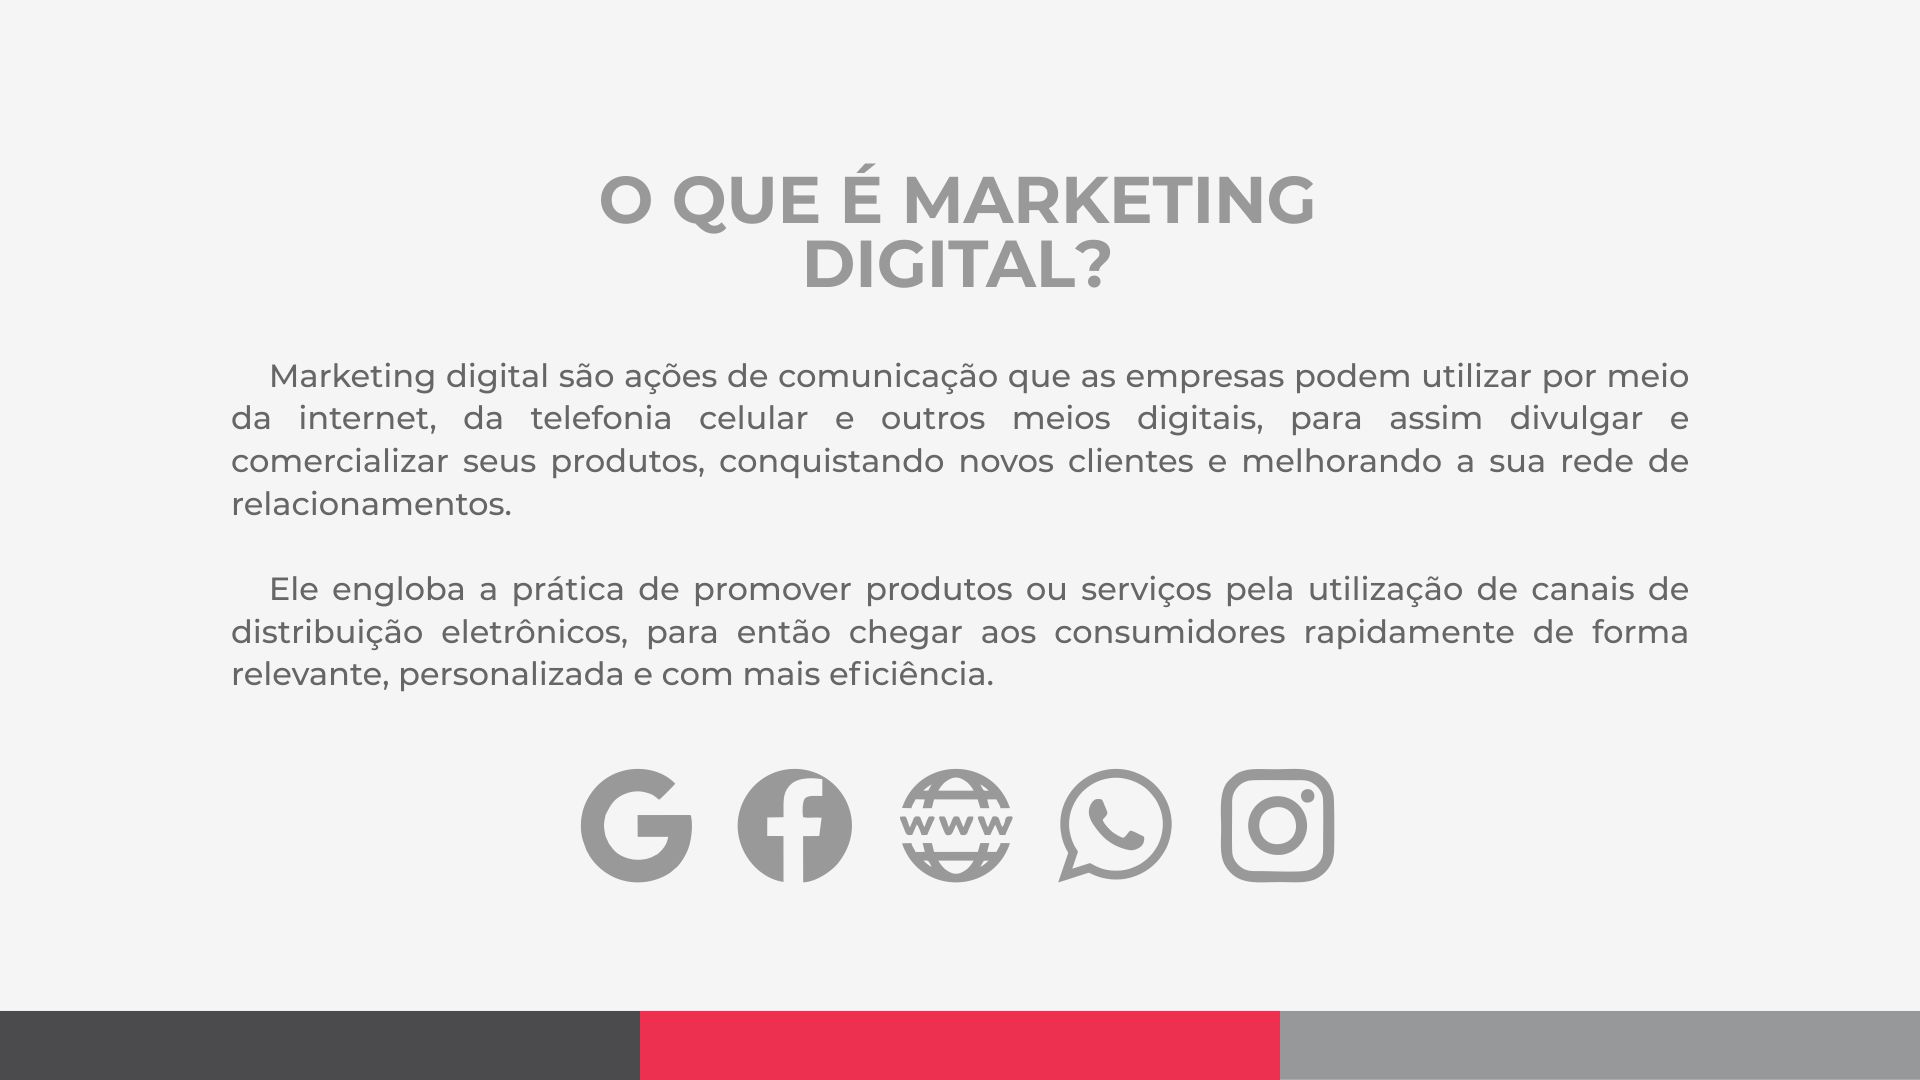 O QUE É MARKETING
DIGITAL?
Marketing digital são ações de comunicação que as empresas podem utilizar por meio
da internet, da telefonia celular e outros meios digitais, para assim divulgar e
comercializar seus produtos, conquistando novos clientes e melhorando a sua rede de
relacionamentos.
Ele engloba a prática de promover produtos ou serviços pela utilização de canais de
distribuição eletrônicos, para então chegar aos consumidores rapidamente de forma
relevante, personalizada e com mais eficiência.
G f www